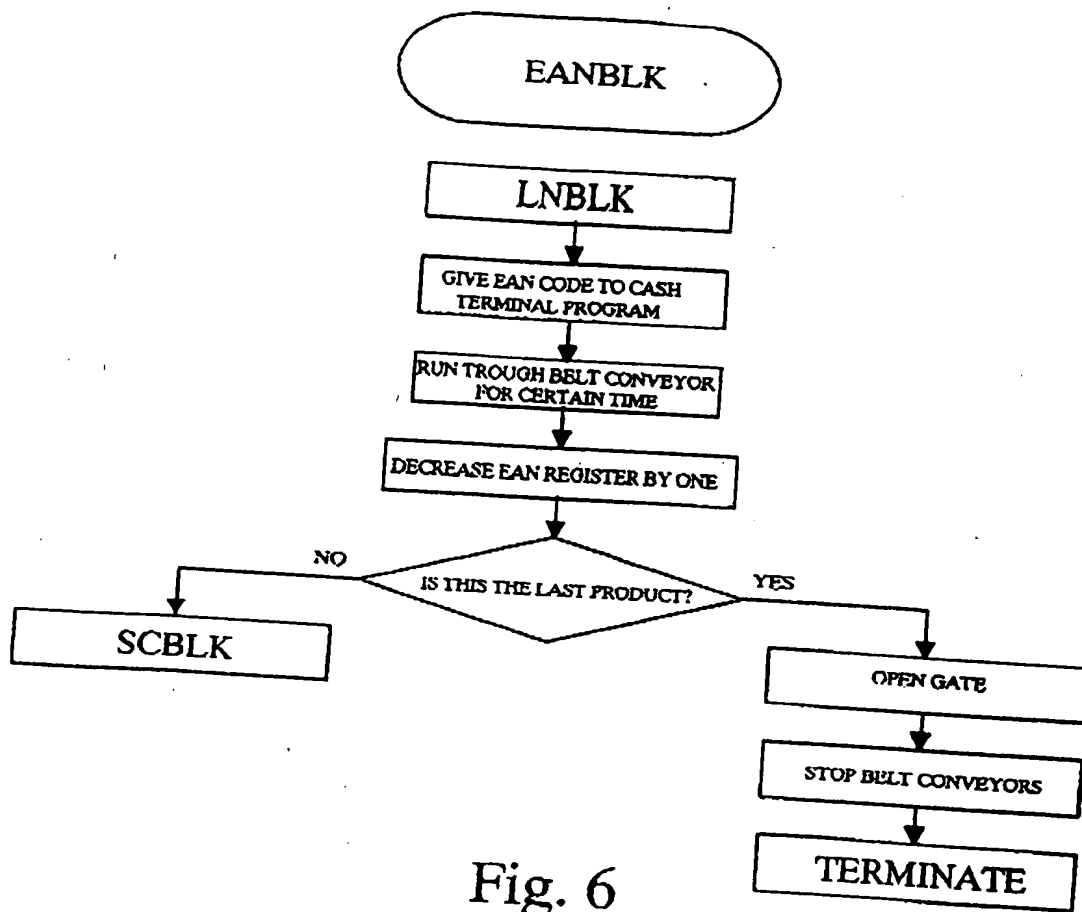 EANBLK
LNBLK
GIVE EAN CODE TO CASH
TERMINAL PROGRAM
RUN TROUGH BELT CONVEYOR
FOR CERTAIN TIME
DECREASE EAN REGISTER BY ONE
IS THIS THE LAST PRODUCT?
NO
YES
SCBLK
OPEN GATE
STOP BELT CONVEYORS
TERMINATE
Fig. 6